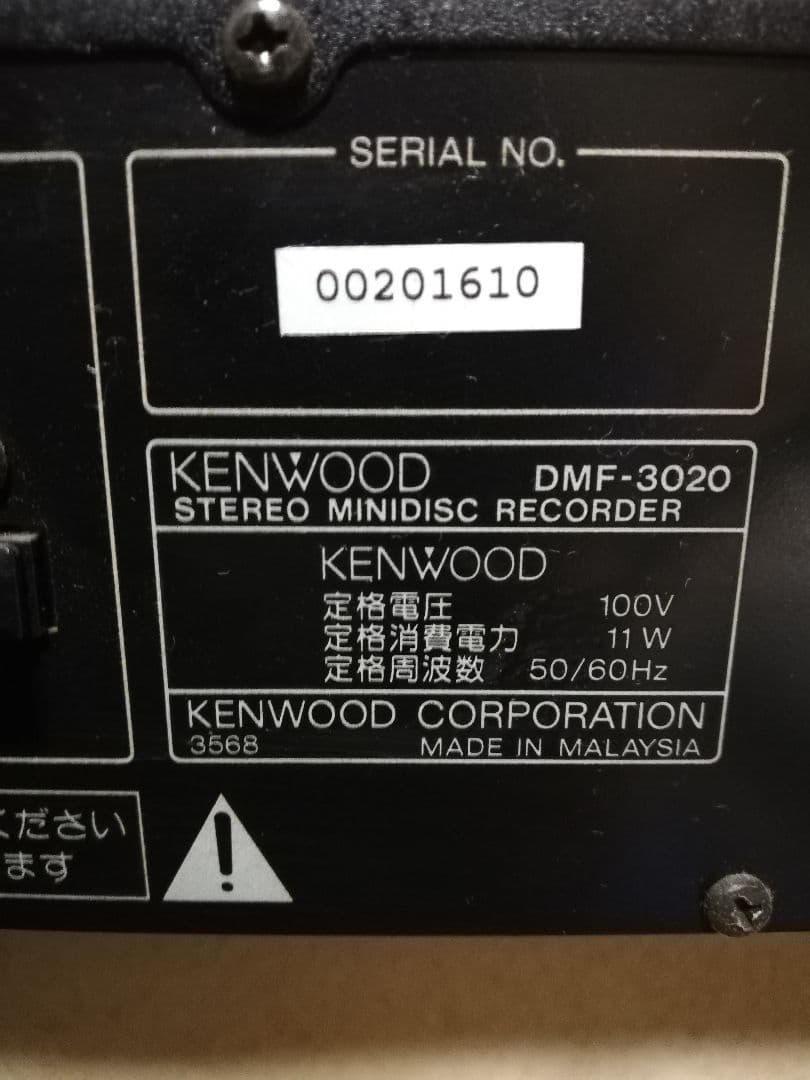 SERIAL NO.
00201610
KENWOOD DMF-3020
STEREO MINIDISC RECORDER
KENWOOD
定格電圧 100V
定格消費電力 11W
定格周波数 50/60Hz
KENWOOD CORPORATION
3568 MADE IN MALAYSIA
ください
ます